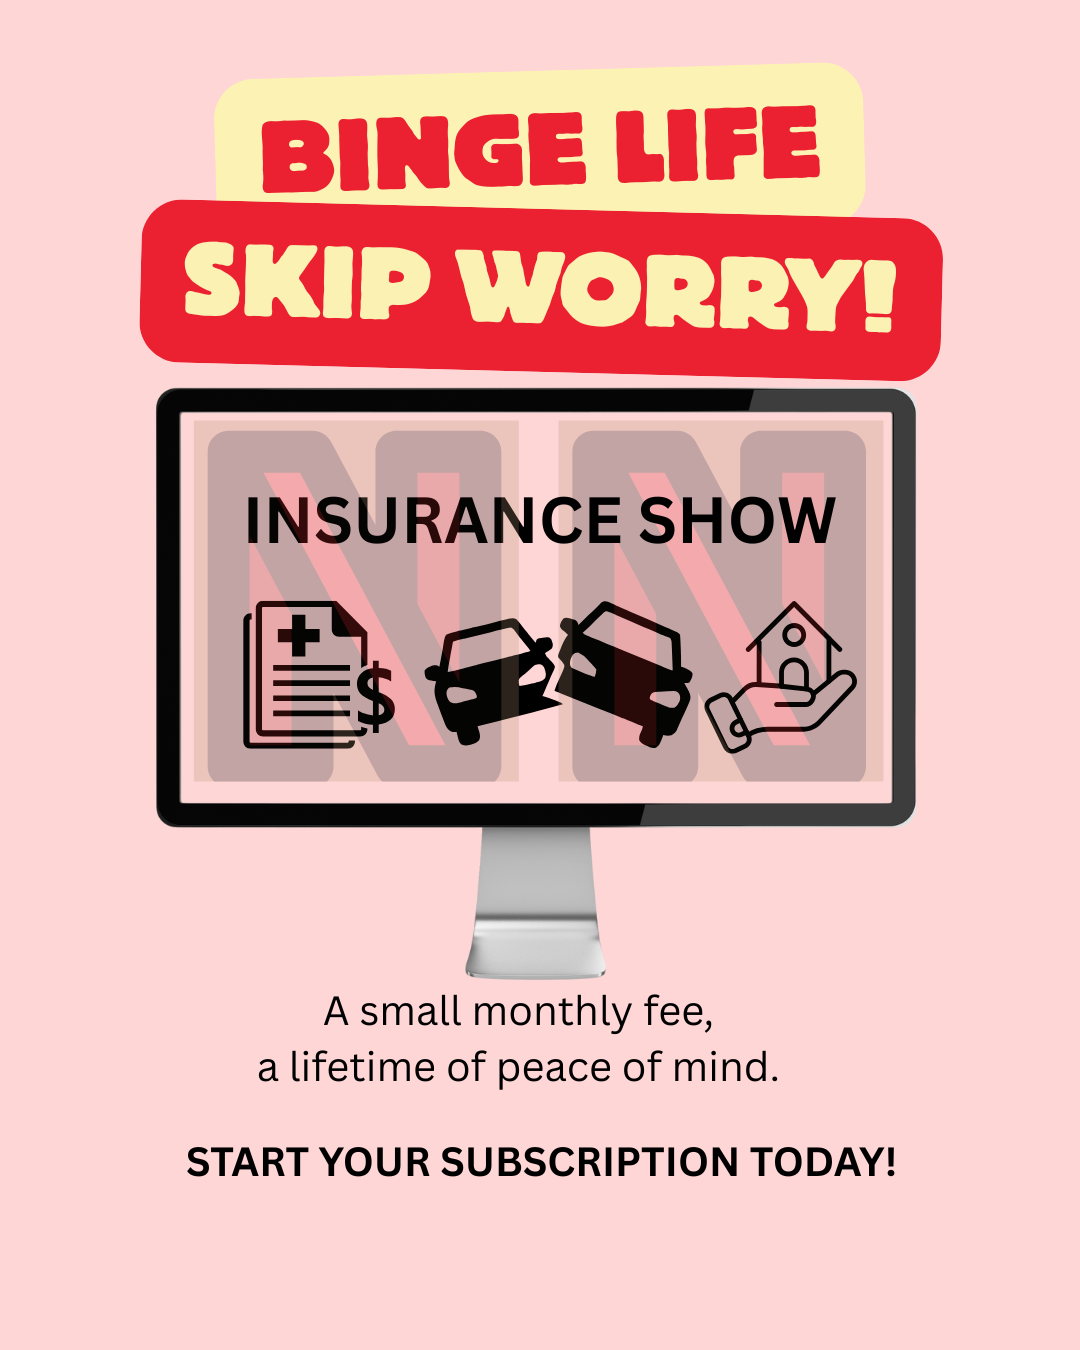 BINGE LIFE
SKIP WORRY!
N N
INSURANCE SHOW
$
A small monthly fee,
a lifetime of peace of mind.
START YOUR SUBSCRIPTION TODAY!